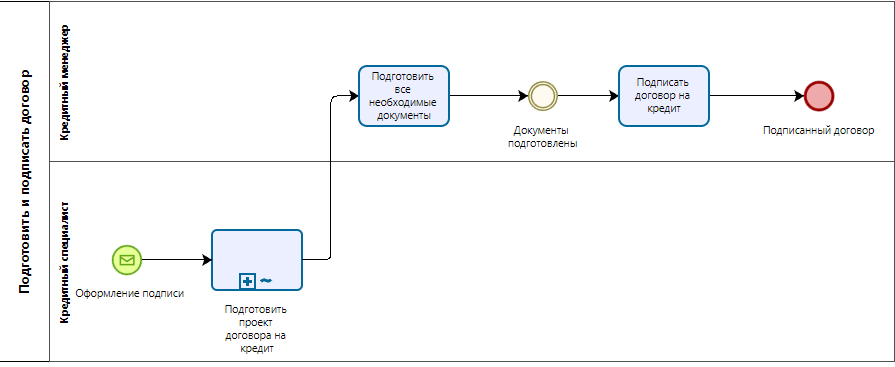 Подготовить и подписать договор
Кредитный менеджер
Подготовить
все
необходимые
документы
Документы
подготовлены
Подписать
договор на
кредит
Подписанный договор
Кредитный специалист
Оформление подписи
Подготовить
проект
договора на
кредит